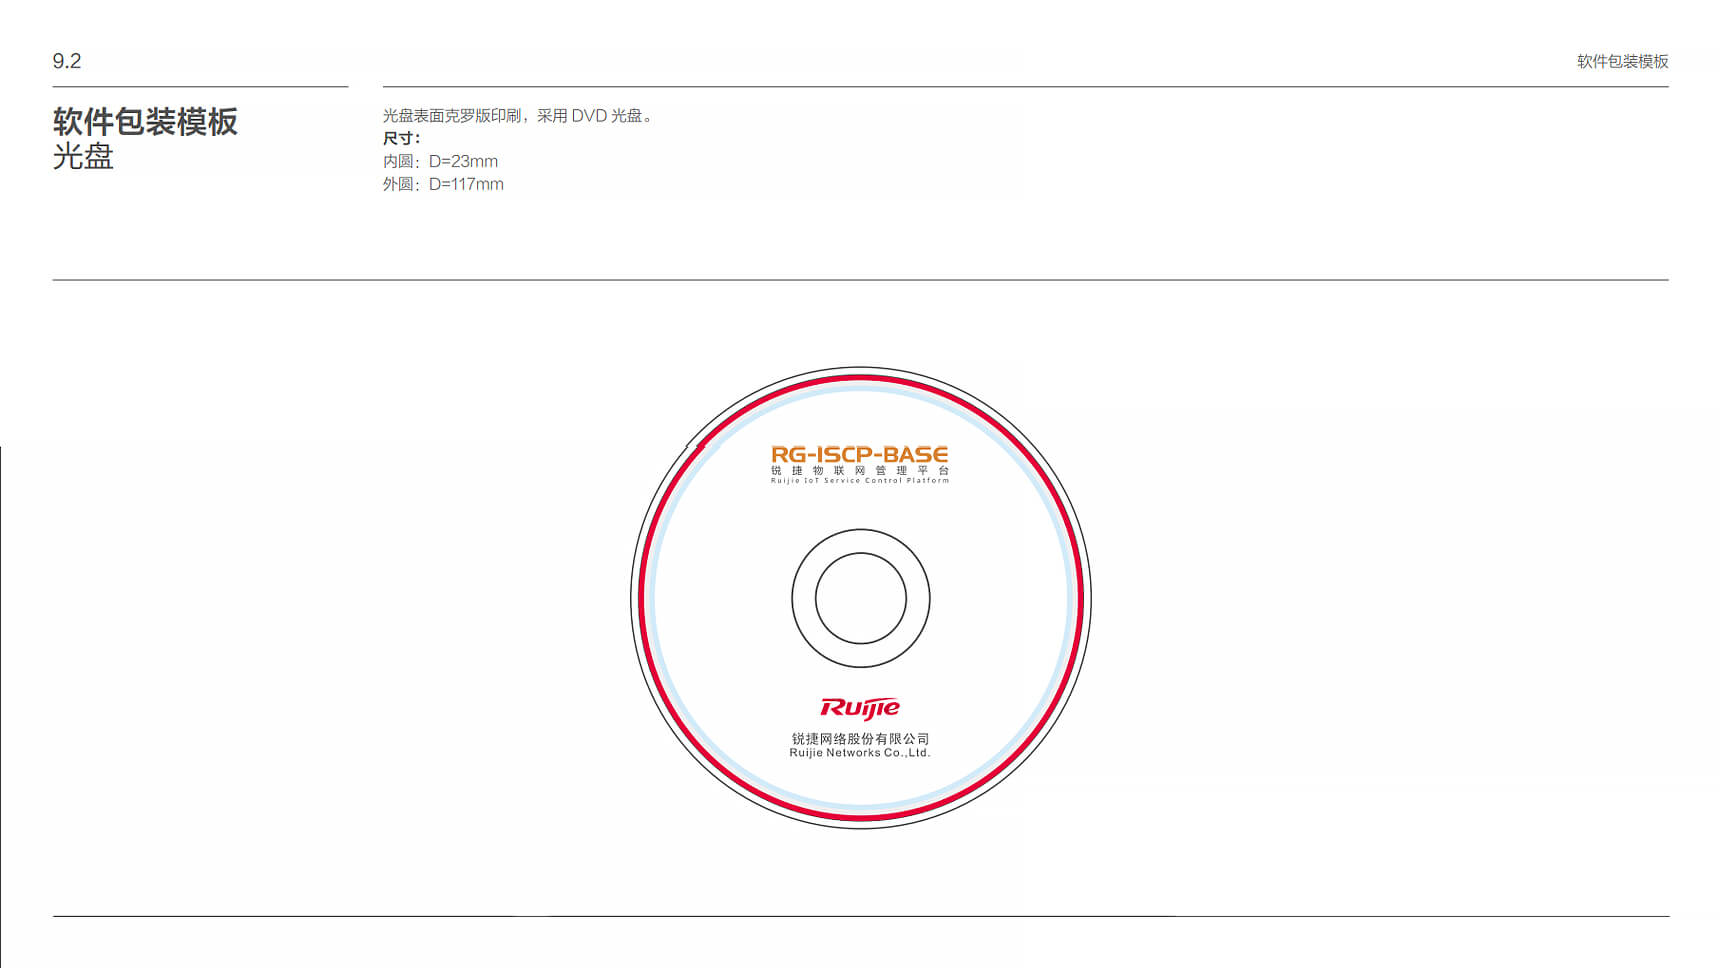 9.2
软件包装模板
软件包装模板
光盘
光盘表面克罗版印刷，采用 DVD 光盘。
尺寸：
内圆：D=23mm
外圆：D=117mm
RG-ISCP-BASE
锐捷物联网管理平台
Ruijie IoT Service Control Platform
Ruijie
锐捷网络股份有限公司
Ruijie Networks Co.,Ltd.